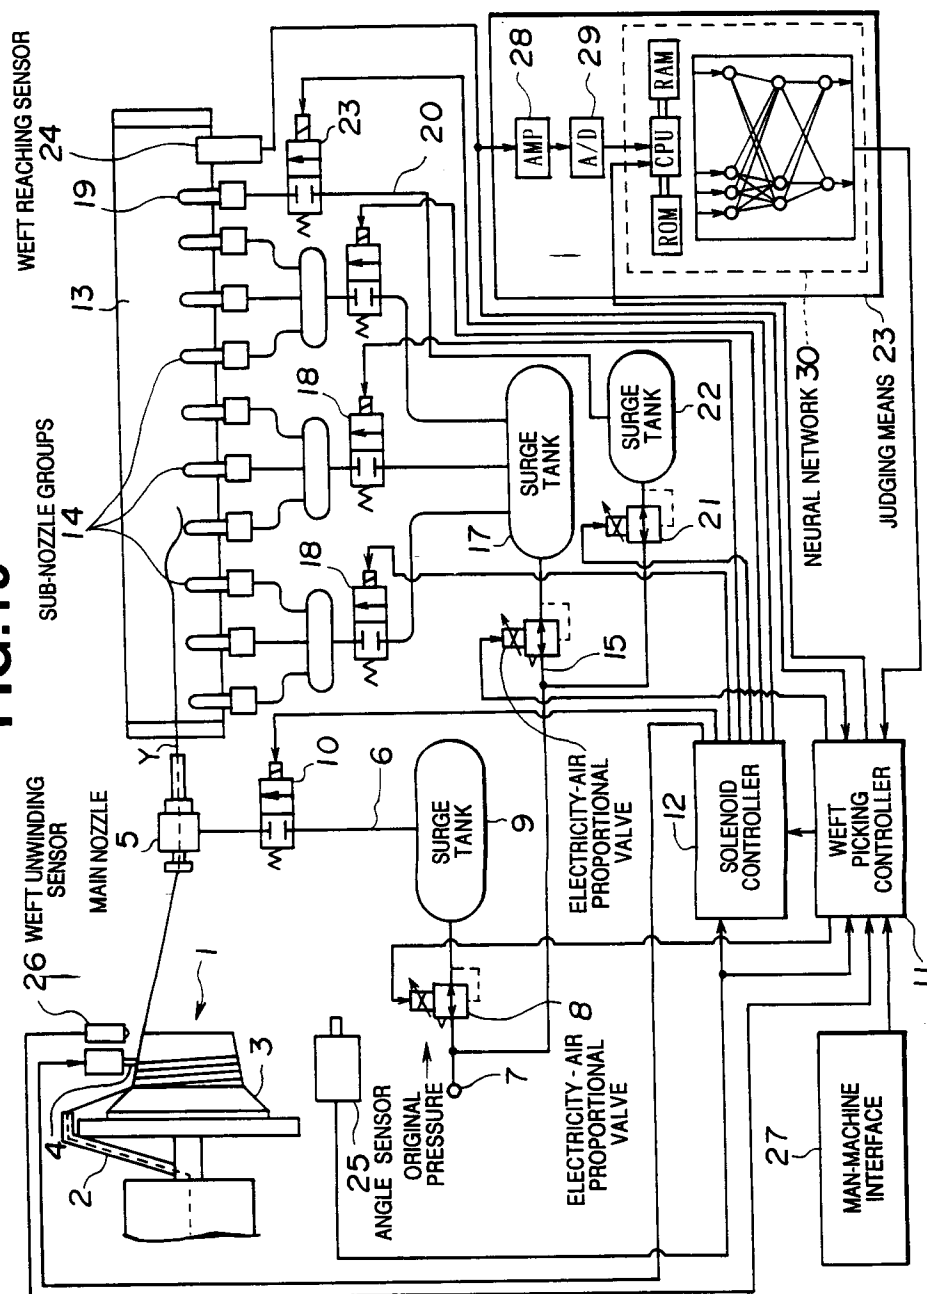 WEFT REACHING SENSOR
24
19
13
SUB-NOZZLE GROUPS
14
26 WEFT UNWINDING
SENSOR
MAIN NOZZLE
5
Y
1
2
4
3
10
6
18
18
23
20
SURGE
TANK
9
SURGE
TANK
17
SURGE
TANK
22
21
15
8
7
25
ANGLE SENSOR
ORIGINAL
PRESSURE
ELECTRICITY-AIR
PROPORTIONAL
VALVE
ELECTRICITY-AIR
PROPORTIONAL
VALVE
28
AMP
29
A/D
ROM
CPU
RAM
NEURAL NETWORK 30
JUDGING MEANS 23
12
SOLENOID
CONTROLLER
WEFT
PICKING
CONTROLLER
11
27
MAN-MACHINE
INTERFACE